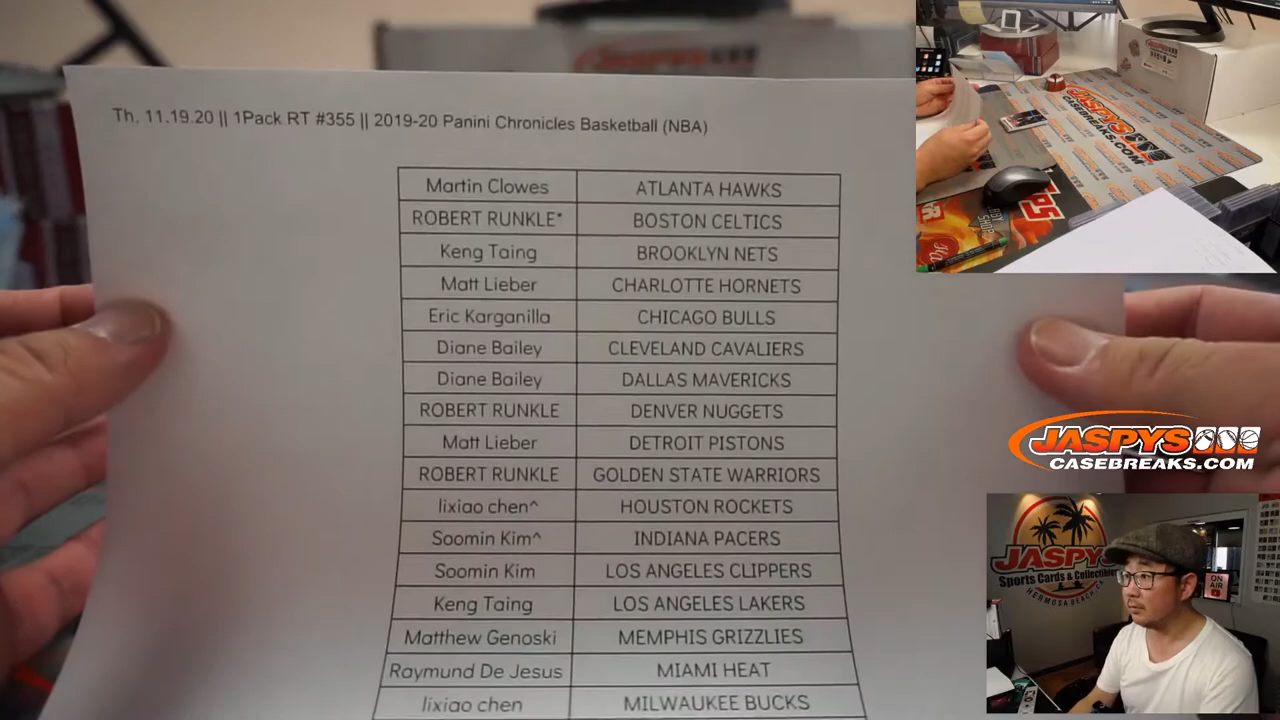 Th, 11.19.20 || 1Pack RT #355 || 2019-20 Panini Chronicles Basketball (NBA)
Martin Clowes ATLANTA HAWKS
ROBERT RUNKLE* BOSTON CELTICS
Keng Taing BROOKLYN NETS
Matt Lieber CHARLOTTE HORNETS
Eric Karganilla CHICAGO BULLS
Diane Bailey CLEVELAND CAVALIERS
Diane Bailey DALLAS MAVERICKS
ROBERT RUNKLE DENVER NUGGETS
Matt Lieber DETROIT PISTONS
ROBERT RUNKLE GOLDEN STATE WARRIORS
lixiao chen^ HOUSTON ROCKETS
Soomin Kim^ INDIANA PACERS
Soomin Kim LOS ANGELES CLIPPERS
Keng Taing LOS ANGELES LAKERS
Matthew Genoski MEMPHIS GRIZZLIES
Raymund De Jesus MIAMI HEAT
lixiao chen MILWAUKEE BUCKS
JASPYS
CASEBREAKS.COM
JASPYS
CASEBREAKS.COM
JASPYS
Sports Cards & Collectibles
HERMOSA BEACH, CA
ON
AIR